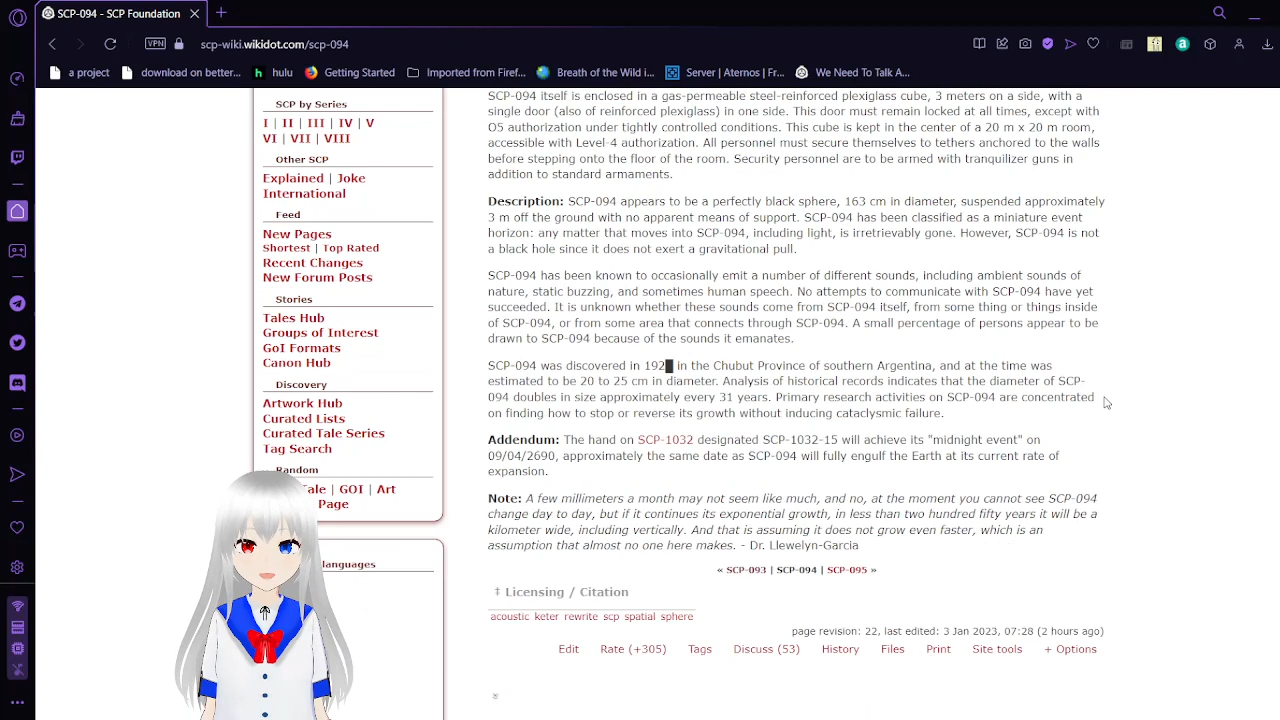 SCP-094 - SCP Foundation
VPN
scp-wiki.wikidot.com/scp-094
a project
download on better...
hulu
Getting Started
Imported from Firef...
Breath of the Wild i...
Server | Aternos | Fr...
We Need To Talk A...
SCP by Series
I | II | III | IV | V
VI | VII | VIII
Other SCP
Explained | Joke
International
Feed
New Pages
Shortest | Top Rated
Recent Changes
New Forum Posts
Stories
Tales Hub
Groups of Interest
GoI Formats
Canon Hub
Discovery
Artwork Hub
Curated Lists
Curated Tale Series
Tag Search
Random
Tale | GOI | Art
Page
languages
SCP-094 itself is enclosed in a gas-permeable steel-reinforced plexiglass cube, 3 meters on a side, with a
single door (also of reinforced plexiglass) in one side. This door must remain locked at all times, except with
O5 authorization under tightly controlled conditions. This cube is kept in the center of a 20 m x 20 m room,
accessible with Level-4 authorization. All personnel must secure themselves to tethers anchored to the walls
before stepping onto the floor of the room. Security personnel are to be armed with tranquilizer guns in
addition to standard armaments.
Description: SCP-094 appears to be a perfectly black sphere, 163 cm in diameter, suspended approximately
3 m off the ground with no apparent means of support. SCP-094 has been classified as a miniature event
horizon: any matter that moves into SCP-094, including light, is irretrievably gone. However, SCP-094 is not
a black hole since it does not exert a gravitational pull.
SCP-094 has been known to occasionally emit a number of different sounds, including ambient sounds of
nature, static buzzing, and sometimes human speech. No attempts to communicate with SCP-094 have yet
succeeded. It is unknown whether these sounds come from SCP-094 itself, from some thing or things inside
of SCP-094, or from some area that connects through SCP-094. A small percentage of persons appear to be
drawn to SCP-094 because of the sounds it emanates.
SCP-094 was discovered in 192█ in the Chubut Province of southern Argentina, and at the time was
estimated to be 20 to 25 cm in diameter. Analysis of historical records indicates that the diameter of SCP-
094 doubles in size approximately every 31 years. Primary research activities on SCP-094 are concentrated
on finding how to stop or reverse its growth without inducing cataclysmic failure.
Addendum: The hand on SCP-1032 designated SCP-1032-15 will achieve its "midnight event" on
09/04/2690, approximately the same date as SCP-094 will fully engulf the Earth at its current rate of
expansion.
Note: A few millimeters a month may not seem like much, and no, at the moment you cannot see SCP-094
change day to day, but if it continues its exponential growth, in less than two hundred fifty years it will be a
kilometer wide, including vertically. And that is assuming it does not grow even faster, which is an
assumption that almost no one here makes. - Dr. Llewelyn-Garcia
« SCP-093 | SCP-094 | SCP-095 »
‡ Licensing / Citation
acoustic keter rewrite scp spatial sphere
page revision: 22, last edited: 3 Jan 2023, 07:28 (2 hours ago)
Edit Rate (+305) Tags Discuss (53) History Files Print Site tools + Options